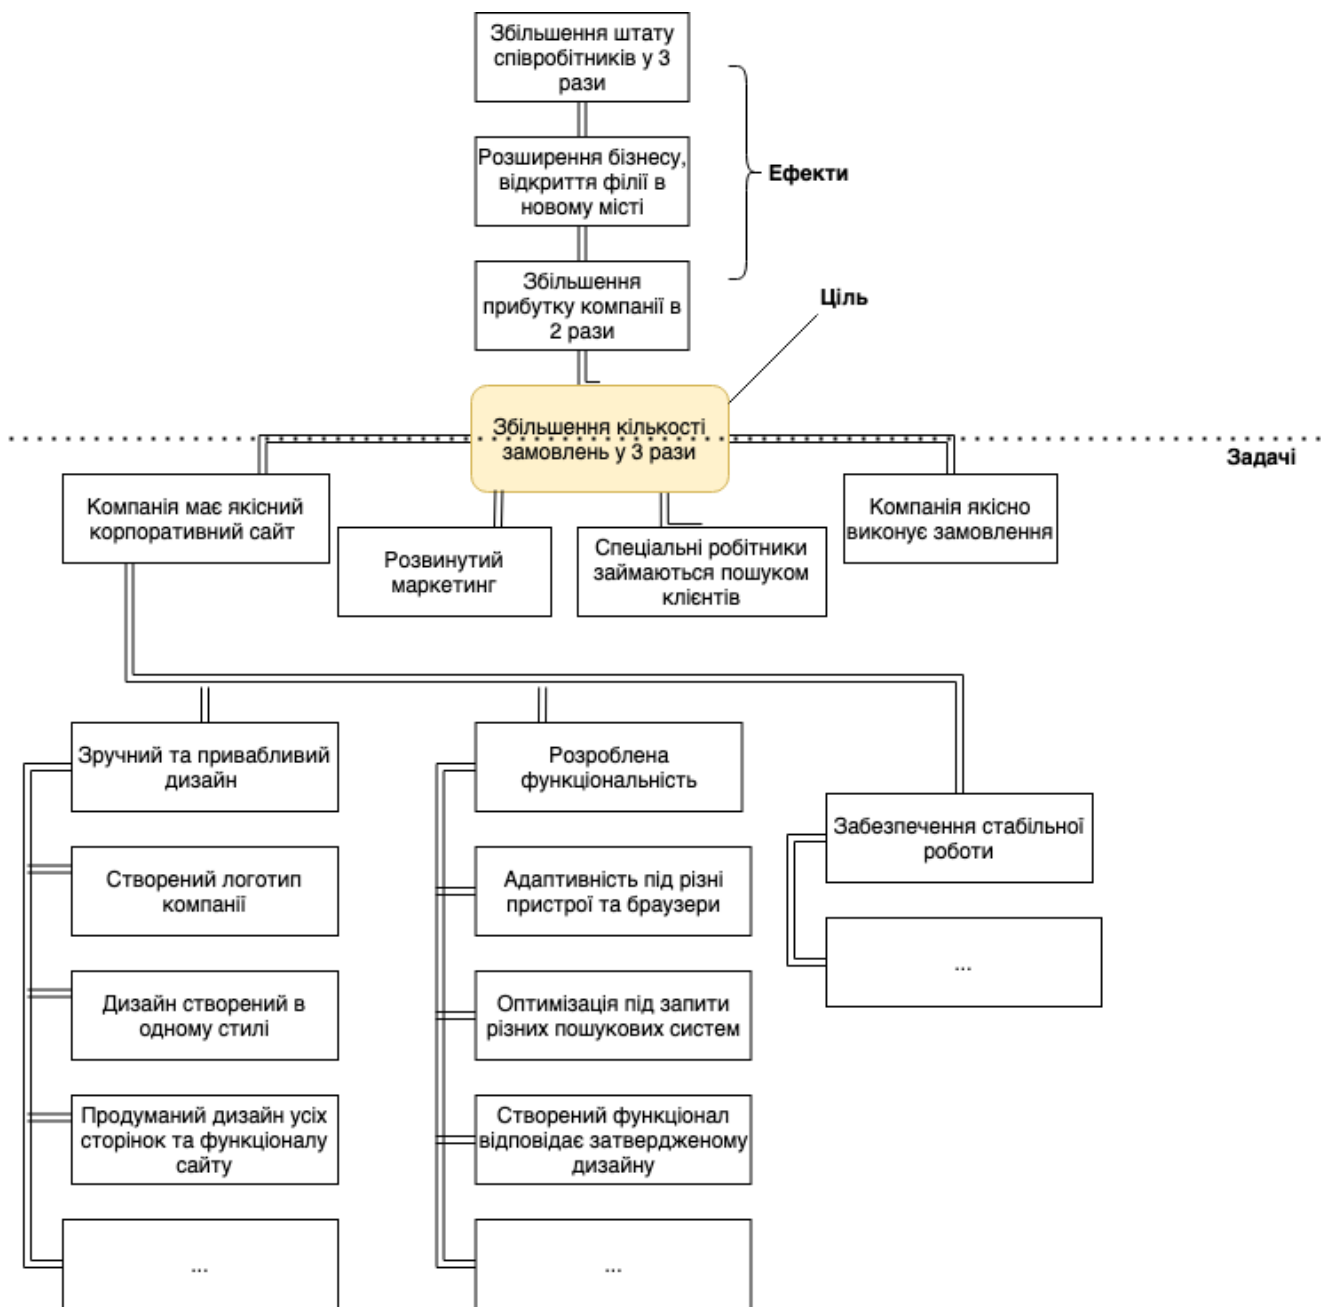 Збільшення штату
співробітників у 3
рази
Розширення бізнесу,
відкриття філії в
новому місті
Ефекти
Збільшення
прибутку компанії в
2 рази
Ціль
Збільшення кількості
замовлень у 3 рази
Задачі
Компанія має якісний
корпоративний сайт
Розвинутий
маркетинг
Спеціальні робітники
займаються пошуком
клієнтів
Компанія якісно
виконує замовлення
Зручний та привабливий
дизайн
Створений логотип
компанії
Дизайн створений в
одному стилі
Продуманий дизайн усіх
сторінок та функціоналу
сайту
...
Розроблена
функціональність
Адаптивність під різні
пристрої та браузери
Оптимізація під запити
різних пошукових систем
Створений функціонал
відповідає затвердженому
дизайну
...
Забезпечення стабільної
роботи
...